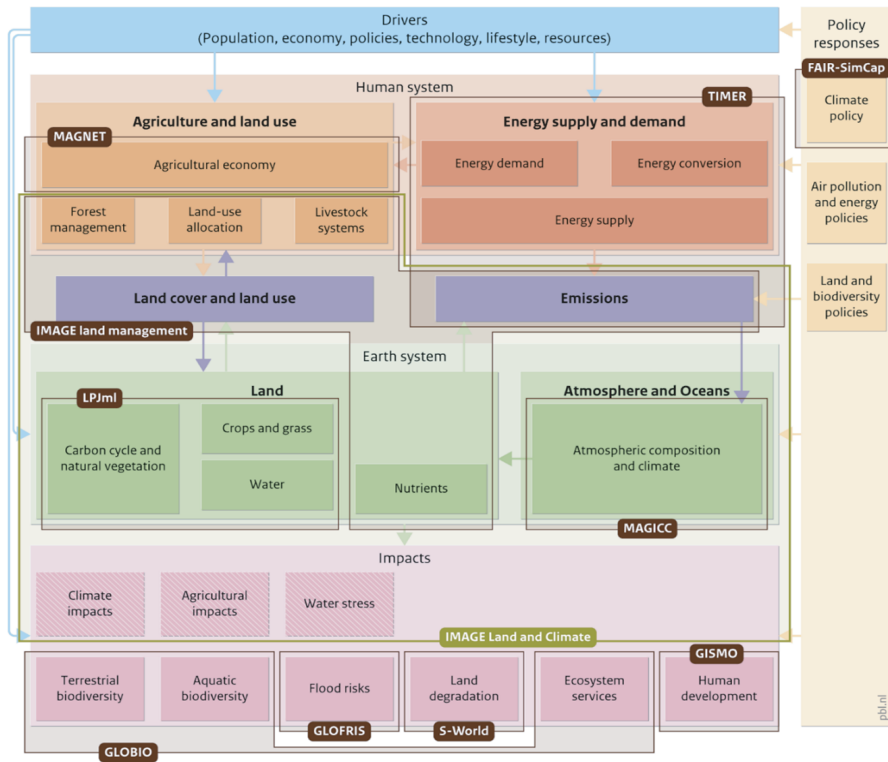 Drivers
(Population, economy, policies, technology, lifestyle, resources)
Policy
responses
FAIR-SimCap
Climate
policy
Air pollution
and energy
policies
Land and
biodiversity
policies
Human system
TIMER
Agriculture and land use
MAGNET
Agricultural economy
Forest
management
Land-use
allocation
Livestock
systems
Energy supply and demand
Energy demand
Energy conversion
Energy supply
Land cover and land use
Emissions
IMAGE land management
Earth system
LPJml
Land
Carbon cycle and
natural vegetation
Crops and grass
Water
Nutrients
Atmosphere and Oceans
Atmospheric composition
and climate
MAGICC
Impacts
Climate
impacts
Agricultural
impacts
Water stress
IMAGE Land and Climate
GISMO
Terrestrial
biodiversity
Aquatic
biodiversity
Flood risks
Land
degradation
Ecosystem
services
Human
development
GLOFRIS
S-World
GLOBIO
pbl.nl